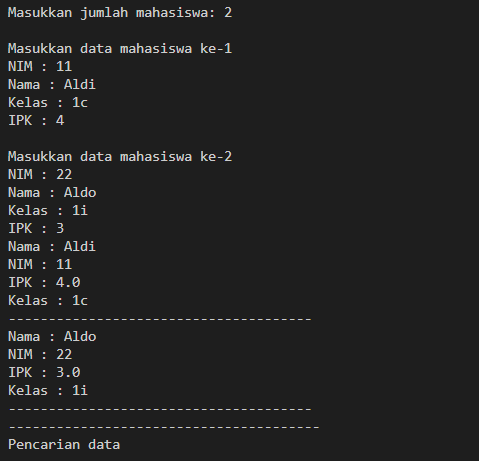 Masukkan jumlah mahasiswa: 2
Masukkan data mahasiswa ke-1
NIM : 11
Nama : Aldi
Kelas : 1c
IPK : 4
Masukkan data mahasiswa ke-2
NIM : 22
Nama : Aldo
Kelas : 1i
IPK : 3
Nama : Aldi
NIM : 11
IPK : 4.0
Kelas : 1c
--------------------------------------
Nama : Aldo
NIM : 22
IPK : 3.0
Kelas : 1i
--------------------------------------
---------------------------------------
Pencarian data